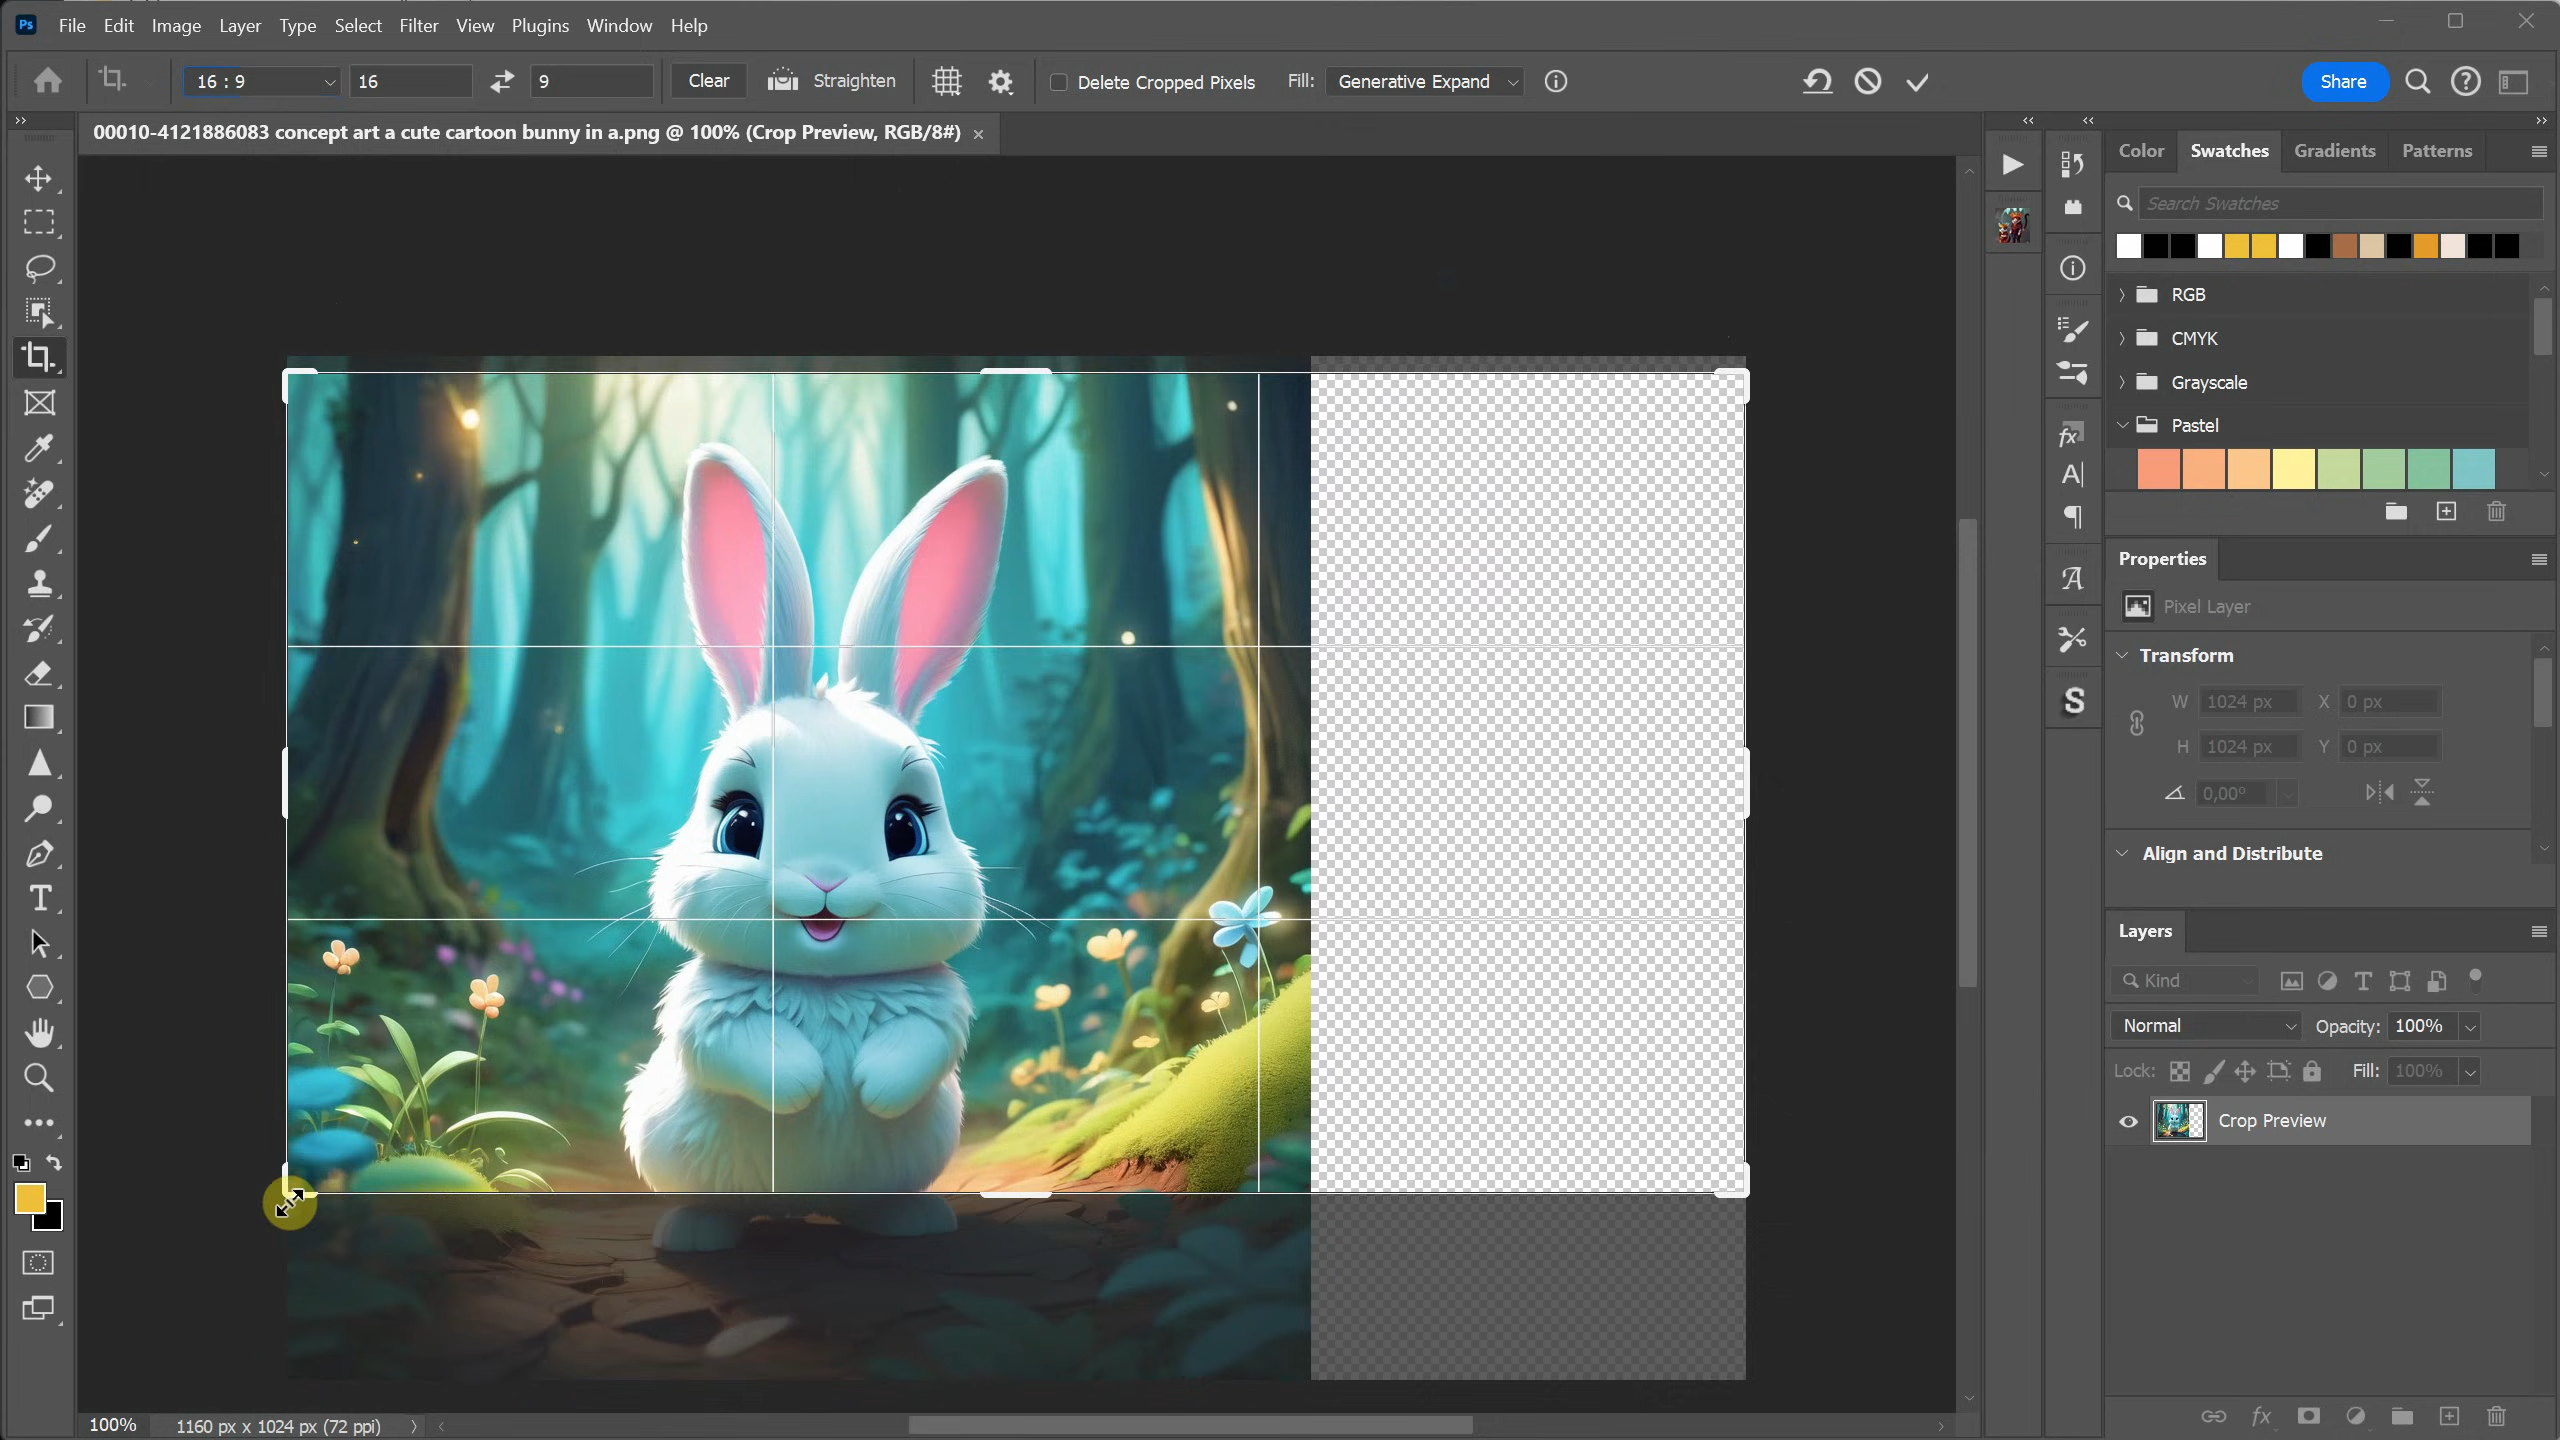 Ps File Edit Image Layer Select Type Filter View Plugins Window Help
16 : 9 16 9 Clear Straighten Delete Cropped Pixels Fill: Generative Expand Share
00010-4121886083 concept art a cute cartoon bunny in a.png @ 100% (Crop Preview, RGB/8#)
Color Swatches Gradients Patterns
Search Swatches
RGB
CMYK
Grayscale
Pastel
Properties
Pixel Layer
Transform
W 1024 px X 0 px
H 1024 px Y 0 px
0,00°
Align and Distribute
Layers
Kind
Normal Opacity: 100%
Lock: Fill: 100%
Crop Preview
100% 1160 px x 1024 px (72 ppi)